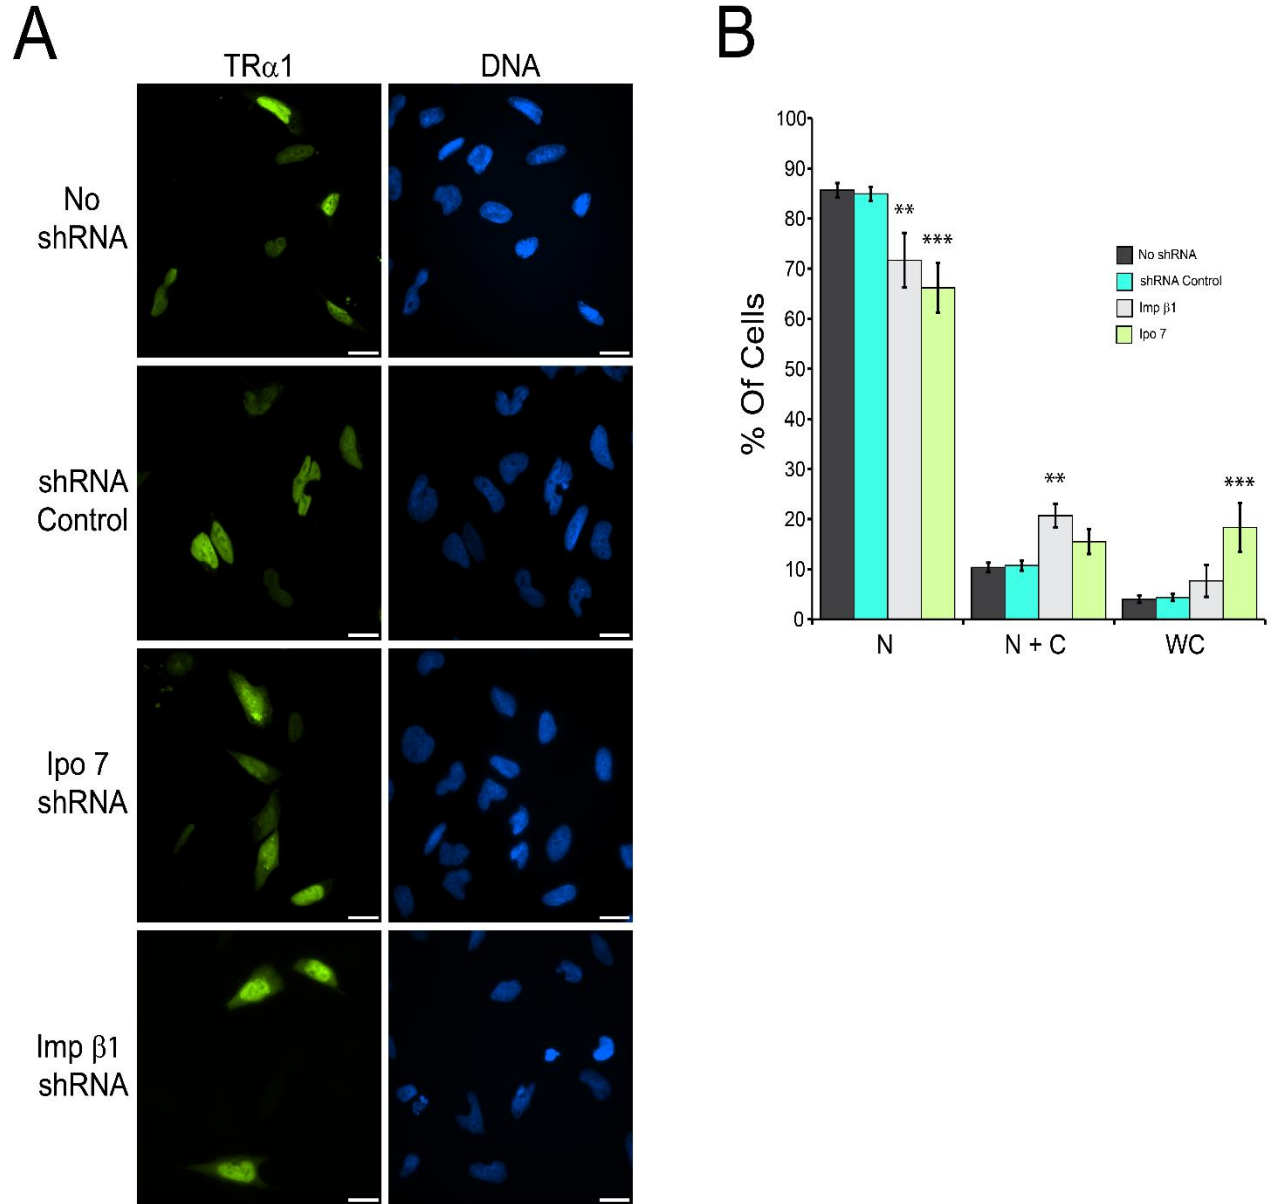 A
TRα1
DNA
No
shRNA
shRNA
Control
Ipo 7
shRNA
Imp β1
shRNA
B
100
90
80
70
60
50
40
30
20
10
0
% Of Cells
**
***
**
***
No shRNA
shRNA Control
Imp β1
Ipo 7
N
N + C
WC